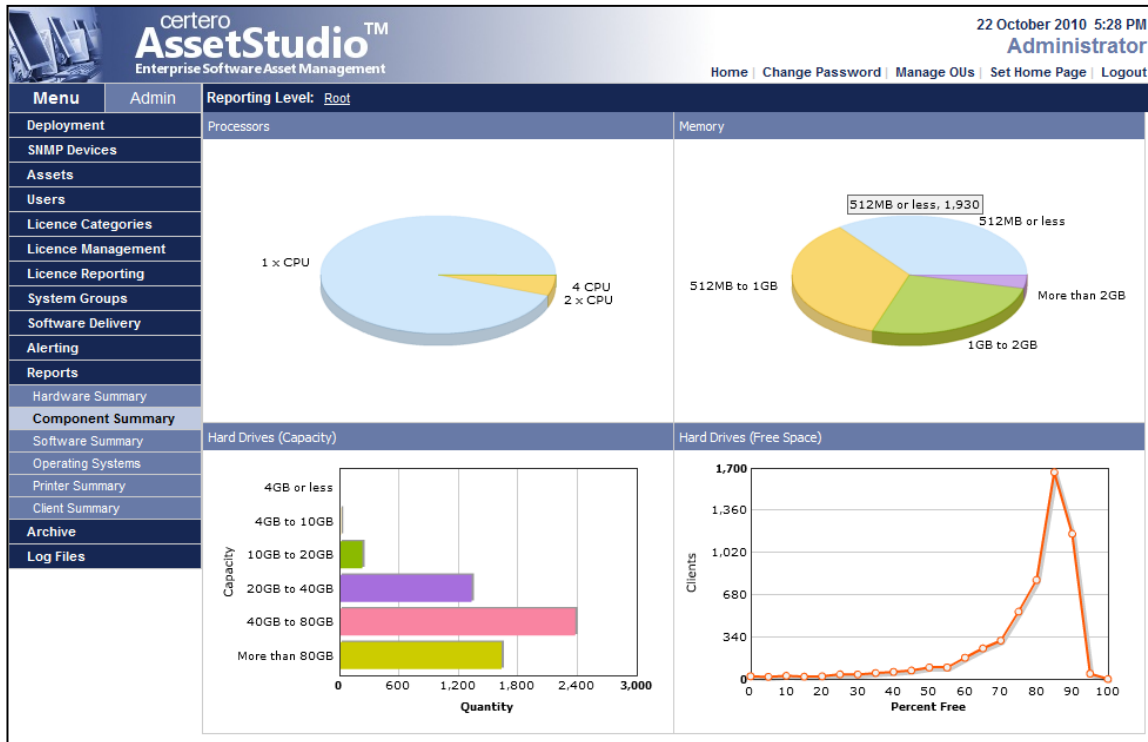 certero
AssetStudio™
Enterprise Software Asset Management
22 October 2010 5:28 PM
Administrator
Home | Change Password | Manage OUs | Set Home Page | Logout
Menu
Admin
Reporting Level: Root
Deployment
SNMP Devices
Assets
Users
Licence Categories
Licence Management
Licence Reporting
System Groups
Software Delivery
Alerting
Reports
Hardware Summary
Component Summary
Software Summary
Operating Systems
Printer Summary
Client Summary
Archive
Log Files
Processors
1 x CPU
4 CPU
2 x CPU
Memory
512MB or less, 1,930
512MB or less
512MB to 1GB
More than 2GB
1GB to 2GB
Hard Drives (Capacity)
Capacity
4GB or less
4GB to 10GB
10GB to 20GB
20GB to 40GB
40GB to 80GB
More than 80GB
0 600 1,200 1,800 2,400 3,000
Quantity
Hard Drives (Free Space)
Clients
1,700
1,360
1,020
680
340
0
0 10 20 30 40 50 60 70 80 90 100
Percent Free